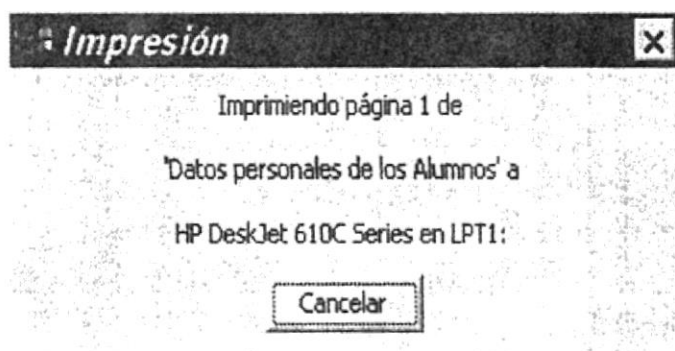 Impresión
Imprimiendo página 1 de
'Datos personales de los Alumnos' a
HP DeskJet 610C Series en LPT1:
Cancelar